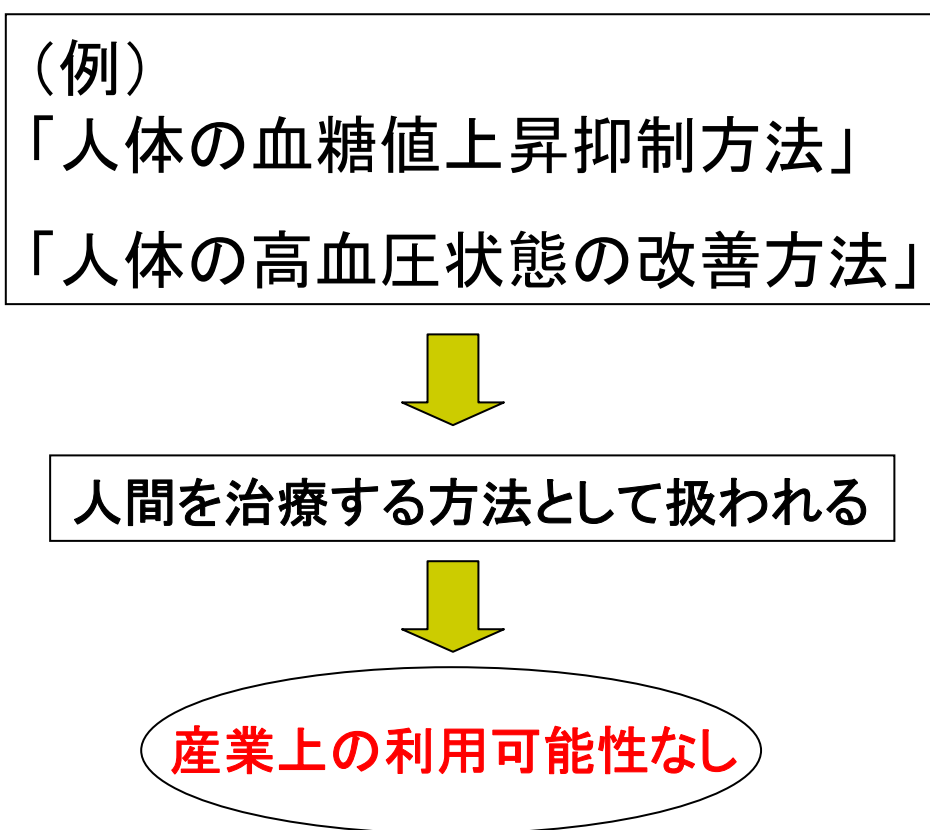 （例）
「人体の血糖値上昇抑制方法」
「人体の高血圧状態の改善方法」
人間を治療する方法として扱われる
産業上の利用可能性なし